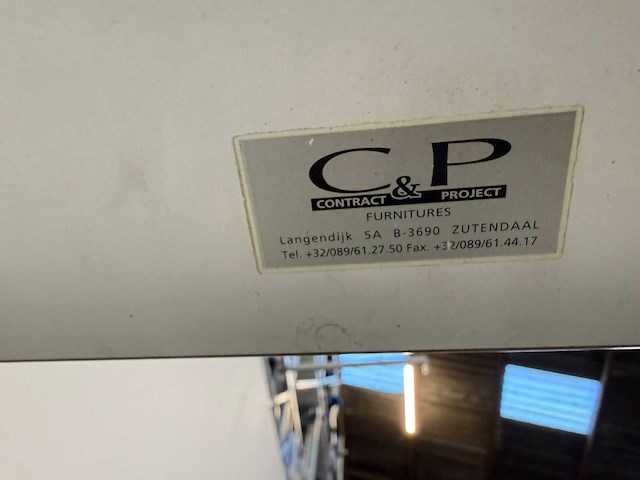 C&P
CONTRACT PROJECT
FURNITURES
Langendijk 5A B-3690 ZUTENDAAL
Tel. +32/089/61.27.50 Fax. +32/089/61.44.17